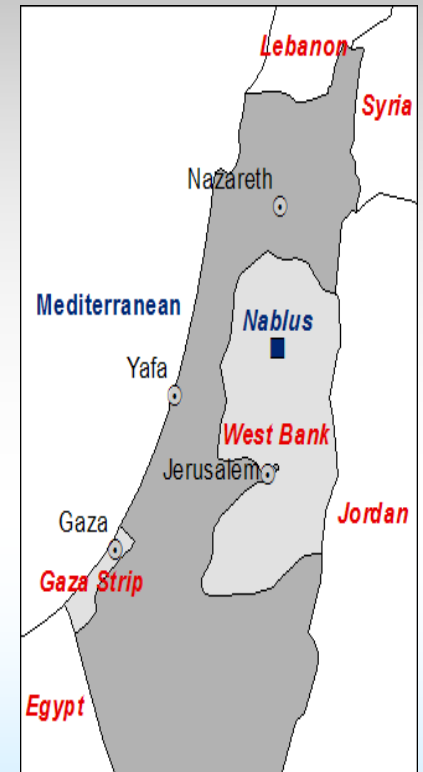 Lebanon
Syria
Nazareth
Mediterranean
Nablus
Yafa
West Bank
Jerusalem
Jordan
Gaza
Gaza Strip
Egypt